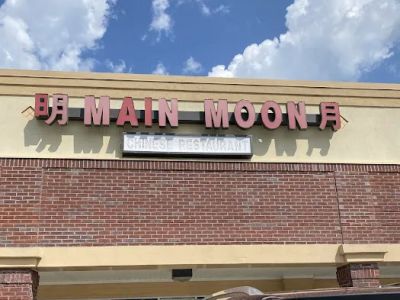 明 MAIN MOON 月
CHINESE RESTAURANT